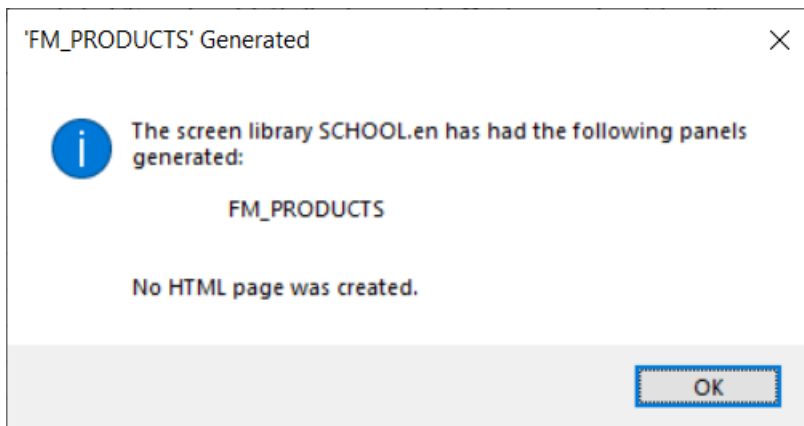 'FM_PRODUCTS' Generated
The screen library SCHOOL.en has had the following panels
generated:
FM_PRODUCTS
No HTML page was created.
OK